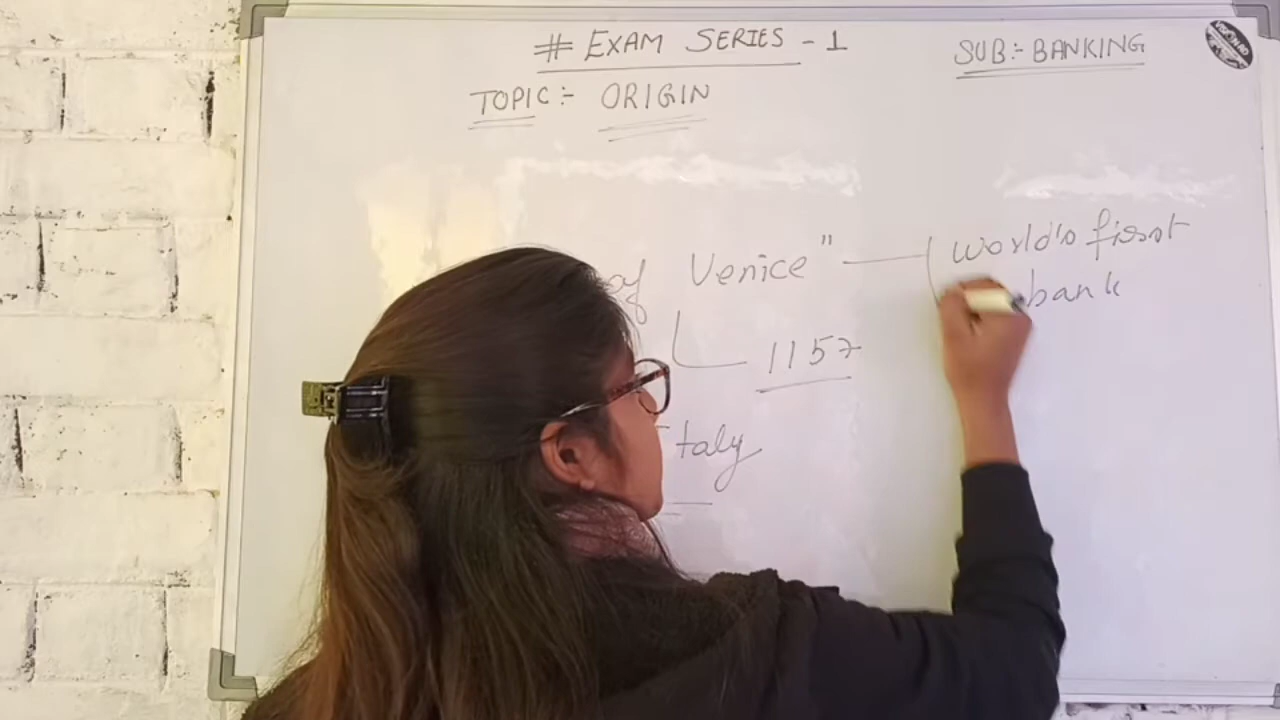 # EXAM SERIES - 1
SUB:- BANKING
TOPIC:- ORIGIN
of Venice" — world's first
bank
1157
taly